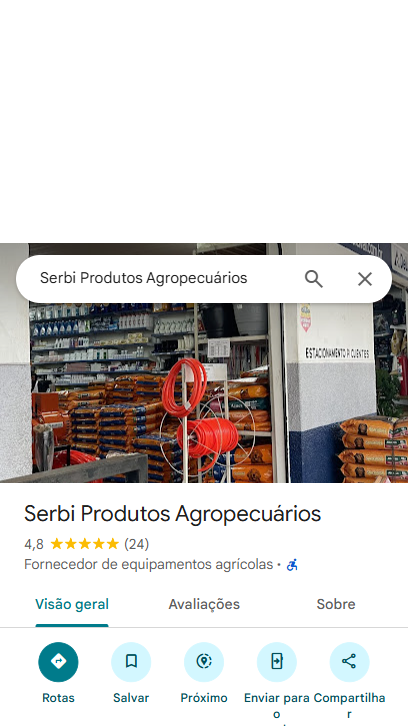 Serbi Produtos Agropecuários
ESTACIONAMENTO P/ CLIENTES
Serbi Produtos Agropecuários
4,8 (24)
Fornecedor de equipamentos agrícolas ·
Visão geral
Avaliações
Sobre
Rotas
Salvar
Próximo
Enviar para
o
Compartilha
r